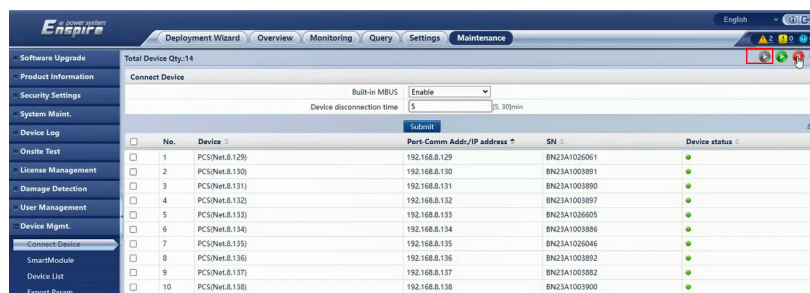 e power system
Enspire
English
Deployment Wizard Overview Monitoring Query Settings Maintenance
2 0
Software Upgrade
Product Information
Security Settings
System Maint.
Device Log
Onsite Test
License Management
Damage Detection
User Management
Device Mgmt.
Connect Device
SmartModule
Device List
Export Param.
Total Device Qty.:14
Connect Device
Built-in MBUS Enable
Device disconnection time 5 [5, 30]min
Submit
No. Device Port-Comm Addr./IP address SN Device status
1 PCS(Net.8.129) 192.168.8.129 BN23A1026061
2 PCS(Net.8.130) 192.168.8.130 BN23A1003891
3 PCS(Net.8.131) 192.168.8.131 BN23A1003890
4 PCS(Net.8.132) 192.168.8.132 BN23A1003897
5 PCS(Net.8.133) 192.168.8.133 BN23A1026605
6 PCS(Net.8.134) 192.168.8.134 BN23A1003886
7 PCS(Net.8.135) 192.168.8.135 BN23A1026046
8 PCS(Net.8.136) 192.168.8.136 BN23A1003892
9 PCS(Net.8.137) 192.168.8.137 BN23A1003882
10 PCS(Net.8.138) 192.168.8.138 BN23A1003900